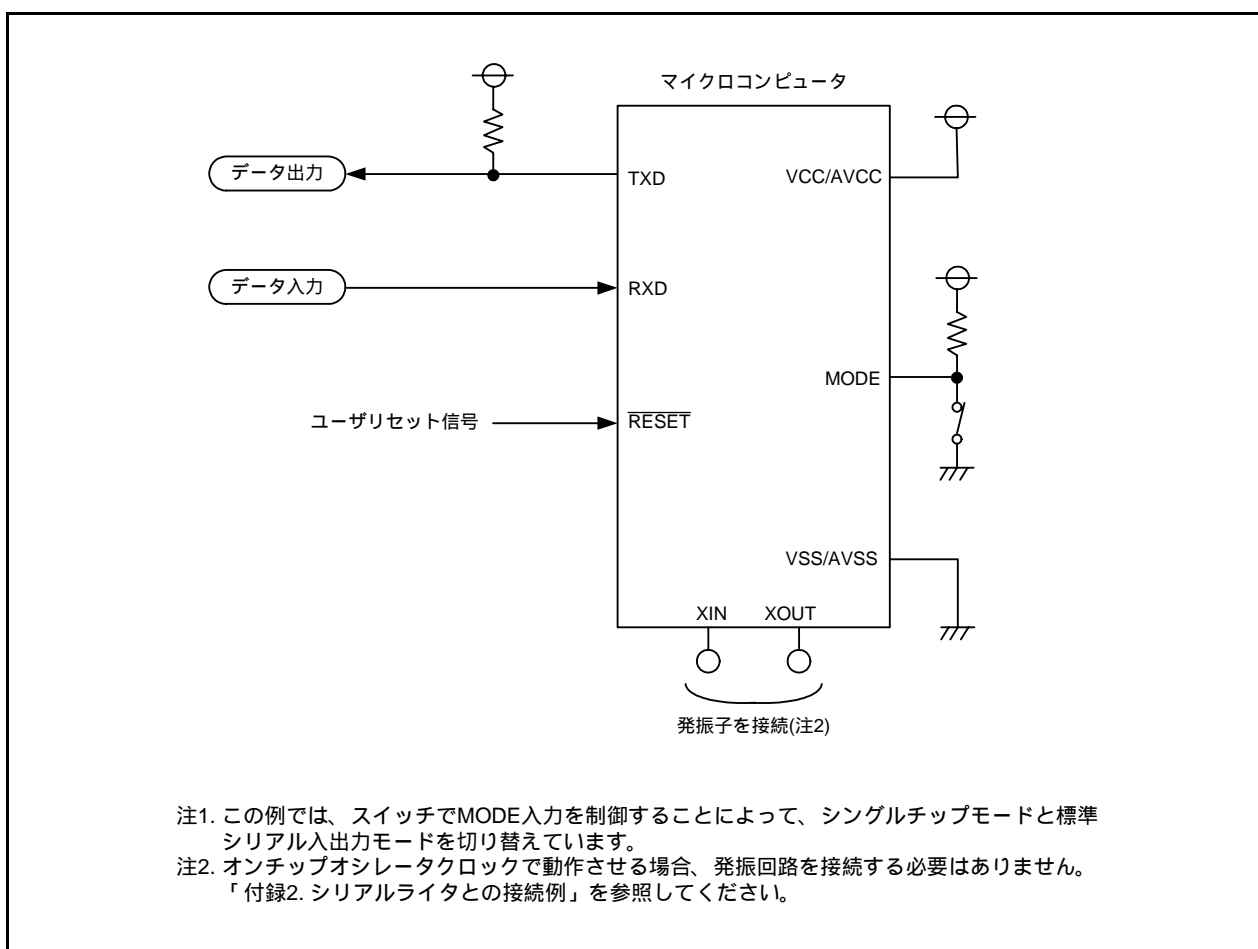 マイクロコンピュータ
データ出力
TXD
VCC/AVCC
データ入力
RXD
MODE
ユーザリセット信号
RESET
VSS/AVSS
XIN
XOUT
発振子を接続(注2)
注1. この例では、スイッチでMODE入力を制御することによって、シングルチップモードと標準
シリアル入出力モードを切り替えています。
注2. オンチップオシレータクロックで動作させる場合、発振回路を接続する必要はありません。
「付録2. シリアルライタとの接続例」を参照してください。